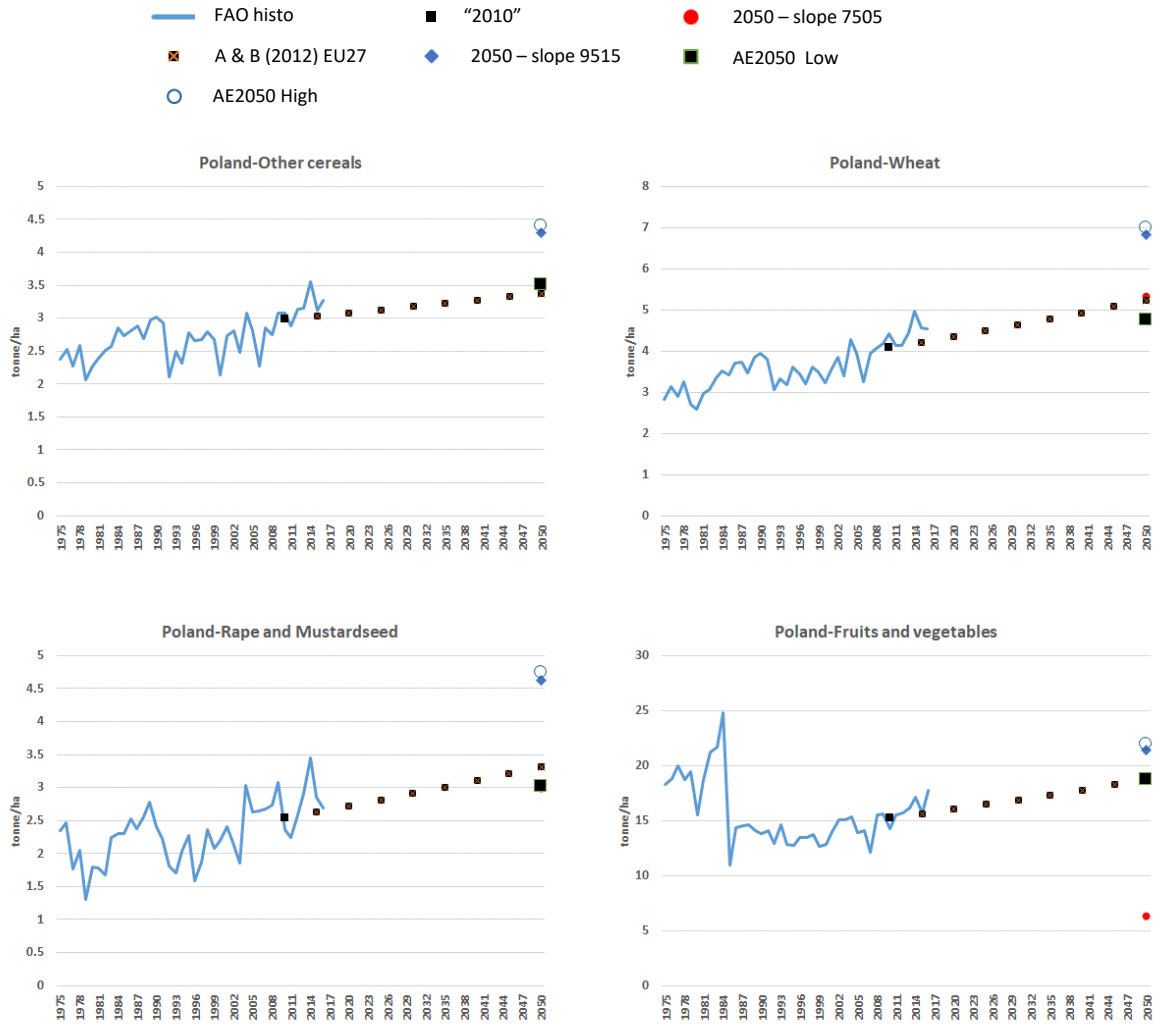 FAO histo "2010" 2050 – slope 7505
A & B (2012) EU27 2050 – slope 9515 AE2050 Low
AE2050 High
Poland-Other cereals
5
4.5
4
3.5
3
2.5
2
1.5
1
0.5
0
tonne/ha
1975 1978 1981 1984 1987 1990 1993 1996 1999 2002 2005 2008 2011 2014 2017 2020 2023 2026 2029 2032 2035 2038 2041 2044 2047 2050
Poland-Wheat
8
7
6
5
4
3
2
1
0
tonne/ha
1975 1978 1981 1984 1987 1990 1993 1996 1999 2002 2005 2008 2011 2014 2017 2020 2023 2026 2029 2032 2035 2038 2041 2044 2047 2050
Poland-Rape and Mustardseed
5
4.5
4
3.5
3
2.5
2
1.5
1
0.5
0
tonne/ha
1975 1978 1981 1984 1987 1990 1993 1996 1999 2002 2005 2008 2011 2014 2017 2020 2023 2026 2029 2032 2035 2038 2041 2044 2047 2050
Poland-Fruits and vegetables
30
25
20
15
10
5
0
tonne/ha
1975 1978 1981 1984 1987 1990 1993 1996 1999 2002 2005 2008 2011 2014 2017 2020 2023 2026 2029 2032 2035 2038 2041 2044 2047 2050